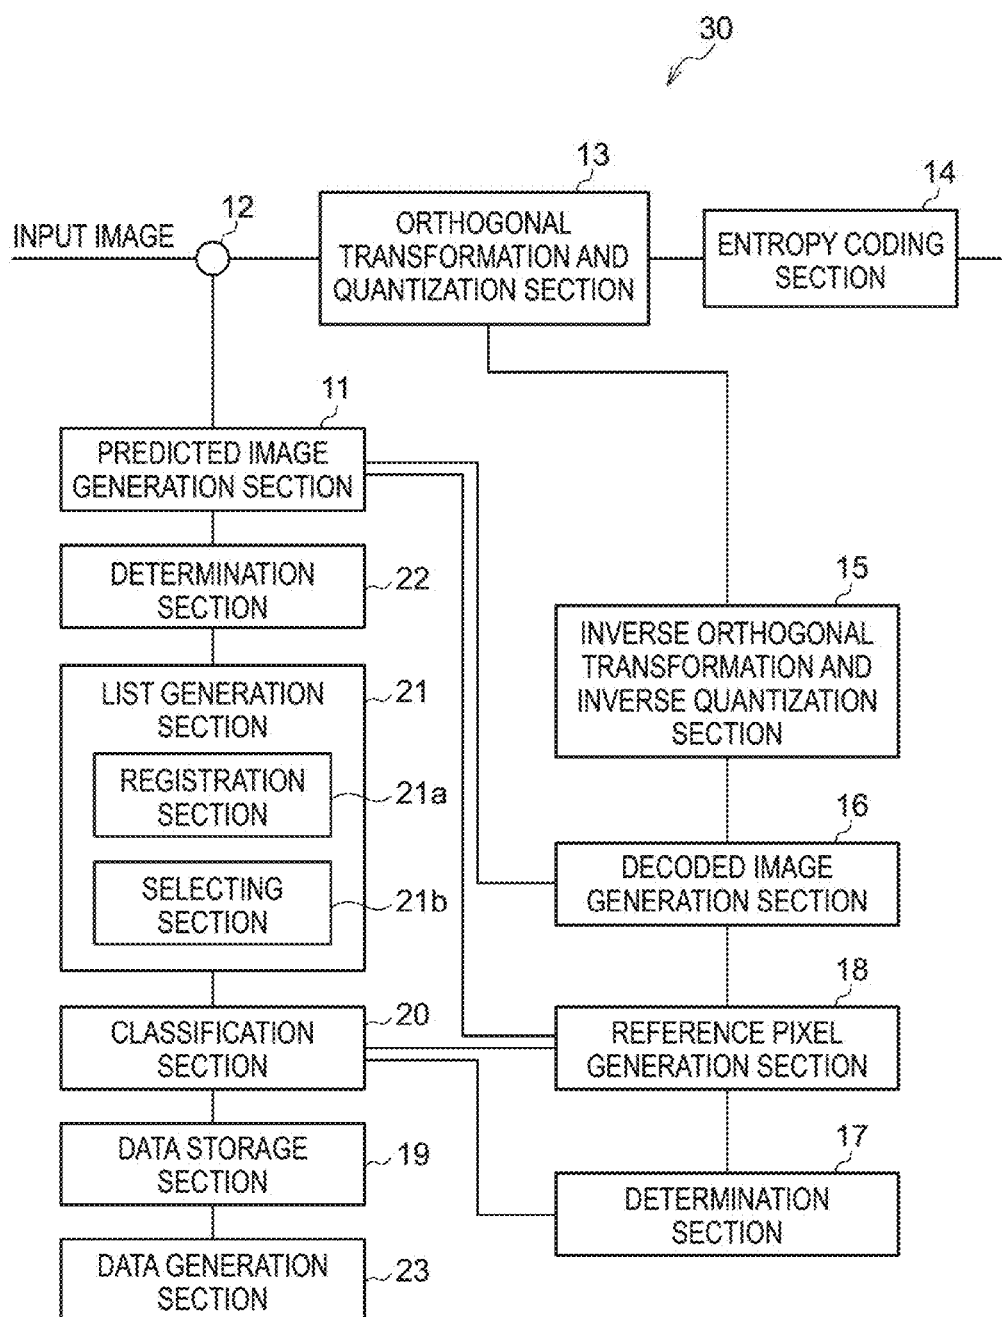 30
13
14
12
INPUT IMAGE
ORTHOGONAL
TRANSFORMATION AND
QUANTIZATION SECTION
ENTROPY CODING
SECTION
11
PREDICTED IMAGE
GENERATION SECTION
DETERMINATION
SECTION
22
15
INVERSE ORTHOGONAL
TRANSFORMATION AND
INVERSE QUANTIZATION
SECTION
LIST GENERATION
SECTION
21
REGISTRATION
SECTION
21a
SELECTING
SECTION
21b
16
DECODED IMAGE
GENERATION SECTION
18
REFERENCE PIXEL
GENERATION SECTION
CLASSIFICATION
SECTION
20
DATA STORAGE
SECTION
19
17
DETERMINATION
SECTION
DATA GENERATION
SECTION
23